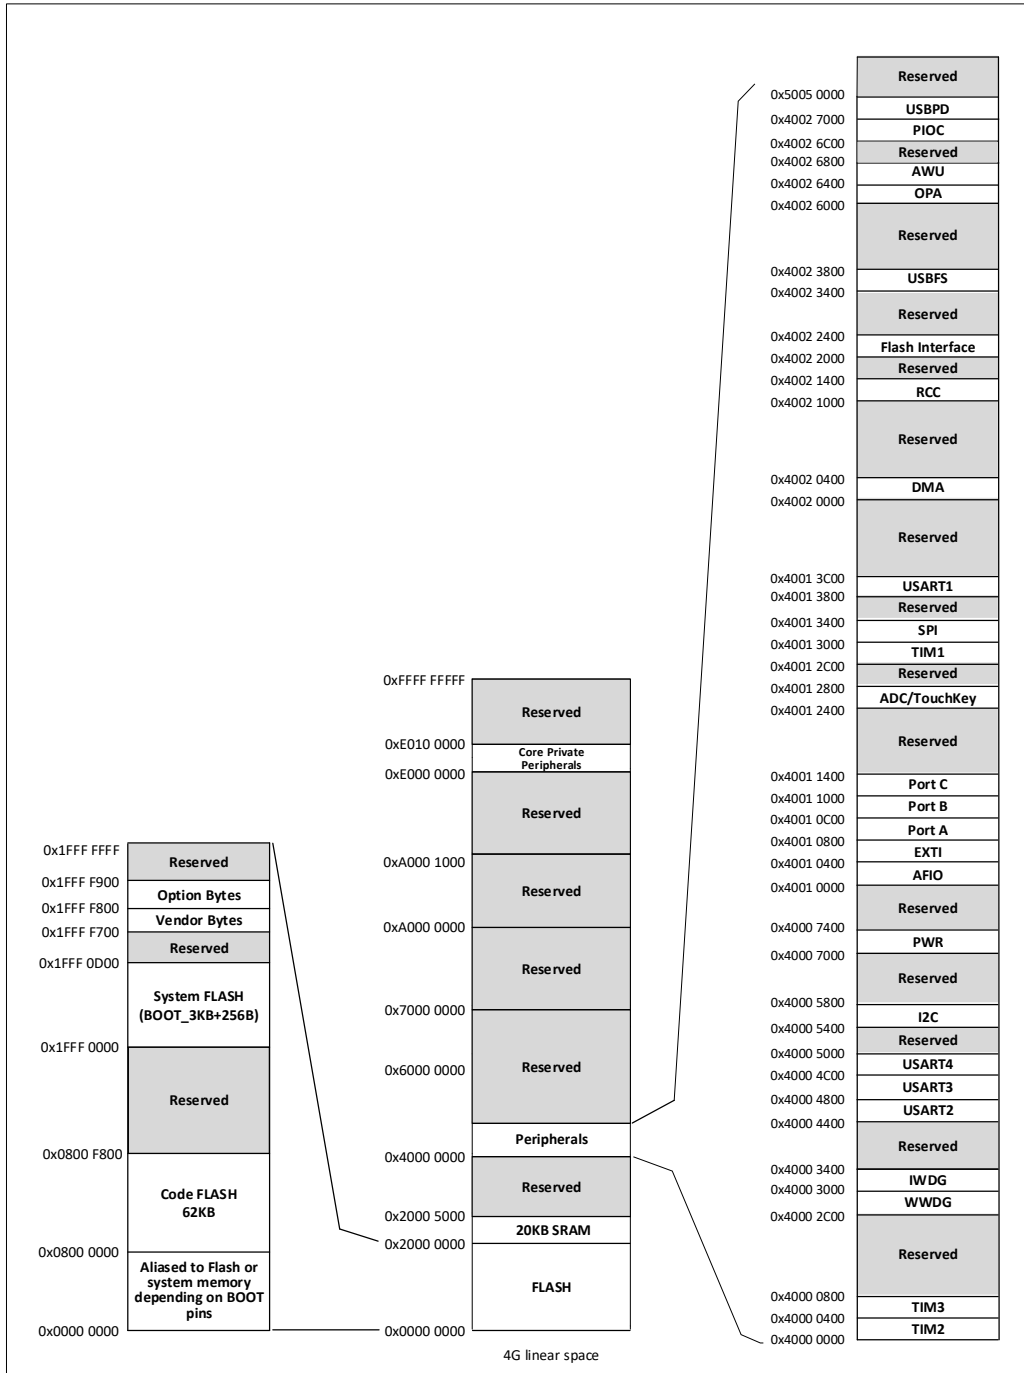 Reserved
0x5005 0000
USBPD
0x4002 7000
PIOC
0x4002 6C00
Reserved
0x4002 6800
AWU
0x4002 6400
OPA
0x4002 6000
Reserved
0x4002 3800
USBFS
0x4002 3400
Reserved
0x4002 2400
Flash Interface
0x4002 2000
Reserved
0x4002 1400
RCC
0x4002 1000
Reserved
0x4002 0400
DMA
0x4002 0000
Reserved
0x4001 3C00
USART1
0x4001 3800
Reserved
0x4001 3400
SPI
0x4001 3000
TIM1
0x4001 2C00
Reserved
0x4001 2800
ADC/TouchKey
0x4001 2400
Reserved
0x4001 1400
Port C
0x4001 1000
Port B
0x4001 0C00
Port A
0x4001 0800
EXTI
0x4001 0400
AFIO
0x4001 0000
Reserved
0x4000 7400
PWR
0x4000 7000
Reserved
0x4000 5800
I2C
0x4000 5400
Reserved
0x4000 5000
USART4
0x4000 4C00
USART3
0x4000 4800
USART2
0x4000 4400
Reserved
0x4000 3400
IWDG
0x4000 3000
WWDG
0x4000 2C00
Reserved
0x4000 0800
TIM3
0x4000 0400
TIM2
0x4000 0000
0xFFFF FFFFF
Reserved
0xE010 0000
Core Private
Peripherals
0xE000 0000
Reserved
0xA000 1000
Reserved
0xA000 0000
Reserved
0x7000 0000
Reserved
0x6000 0000
Peripherals
0x4000 0000
Reserved
0x2000 5000
20KB SRAM
0x2000 0000
FLASH
0x0000 0000
4G linear space
0x1FFF FFFF
Reserved
0x1FFF F900
Option Bytes
0x1FFF F800
Vendor Bytes
0x1FFF F700
Reserved
0x1FFF 0D00
System FLASH
(BOOT_3KB+256B)
0x1FFF 0000
Reserved
0x0800 F800
Code FLASH
62KB
0x0800 0000
Aliased to Flash or
system memory
depending on BOOT
pins
0x0000 0000